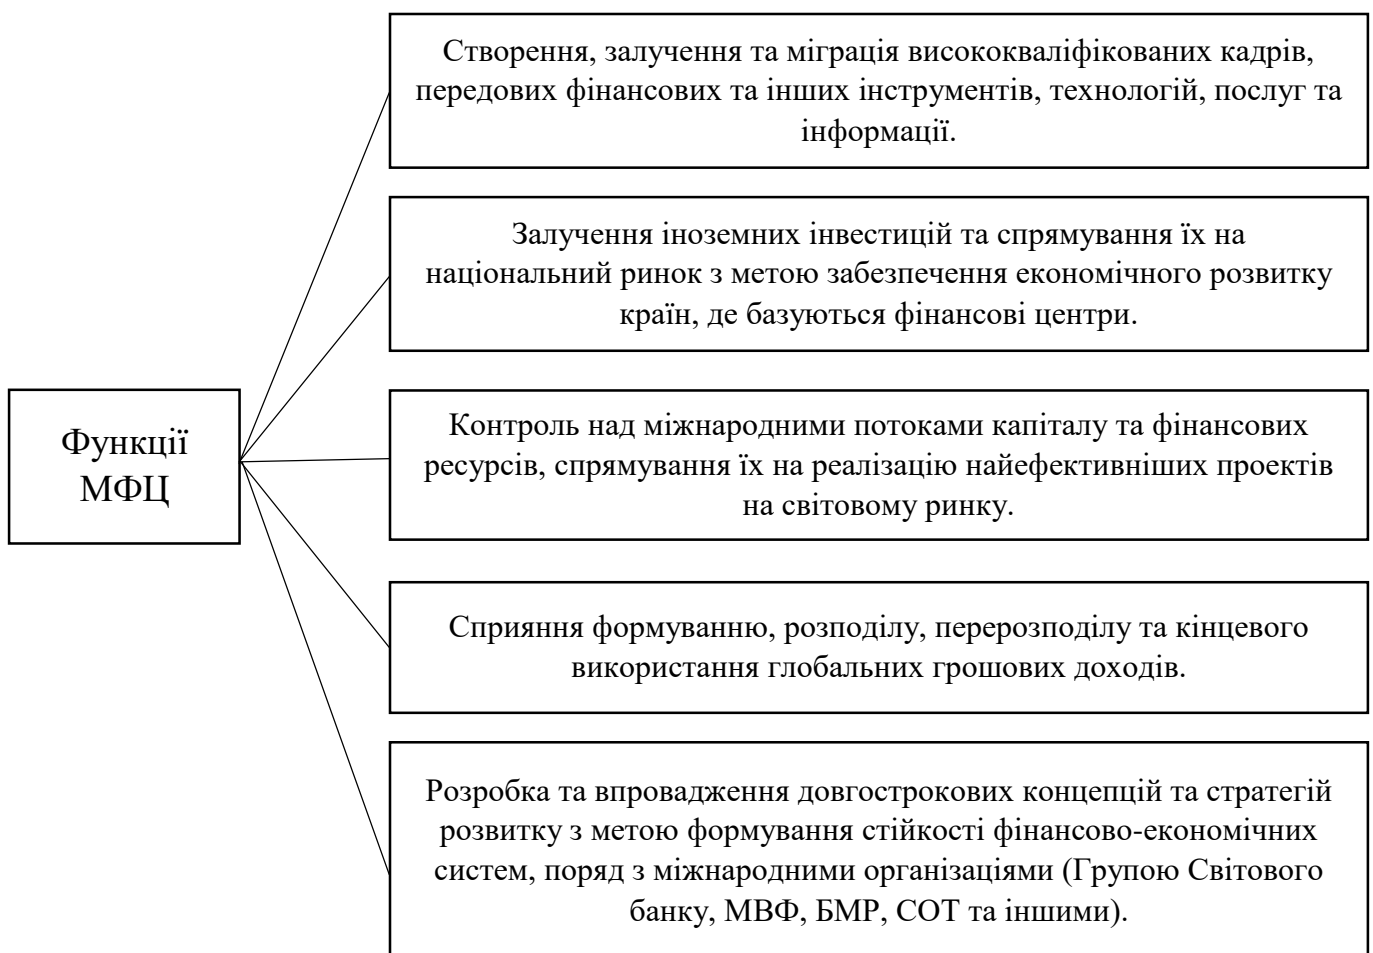 Створення, залучення та міграція висококваліфікованих кадрів,
передових фінансових та інших інструментів, технологій, послуг та
інформації.
Залучення іноземних інвестицій та спрямування їх на
національний ринок з метою забезпечення економічного розвитку
країн, де базуються фінансові центри.
Функції
МФЦ
Контроль над міжнародними потоками капіталу та фінансових
ресурсів, спрямування їх на реалізацію найефективніших проектів
на світовому ринку.
Сприяння формуванню, розподілу, перерозподілу та кінцевого
використання глобальних грошових доходів.
Розробка та впровадження довгострокових концепцій та стратегій
розвитку з метою формування стійкості фінансово-економічних
систем, поряд з міжнародними організаціями (Групою Світового
банку, МВФ, БМР, СОТ та іншими).